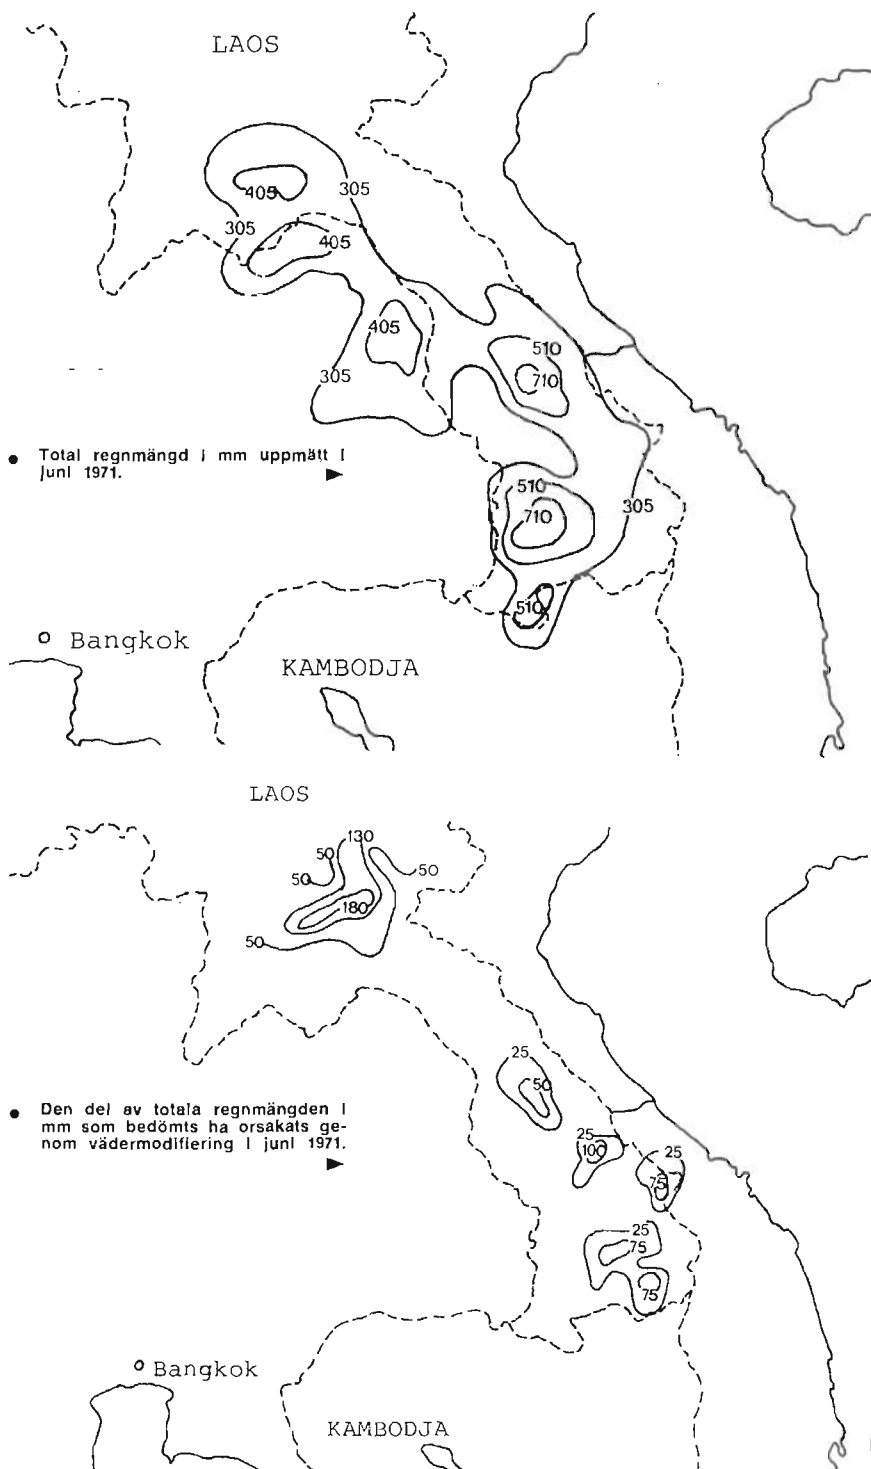 LAOS
405
305
305
405
405
305
510
710
• Total regnmängd i mm uppmätt i
juni 1971.
510
305
710
510
Bangkok
KAMBODJA
LAOS
130
50
50
50
180
50
25
50
• Den del av totala regnmängden i
mm som bedömts ha orsakats ge-
nom vädermodifiering i juni 1971.
25
100
25
75
25
75
75
Bangkok
KAMBODJA